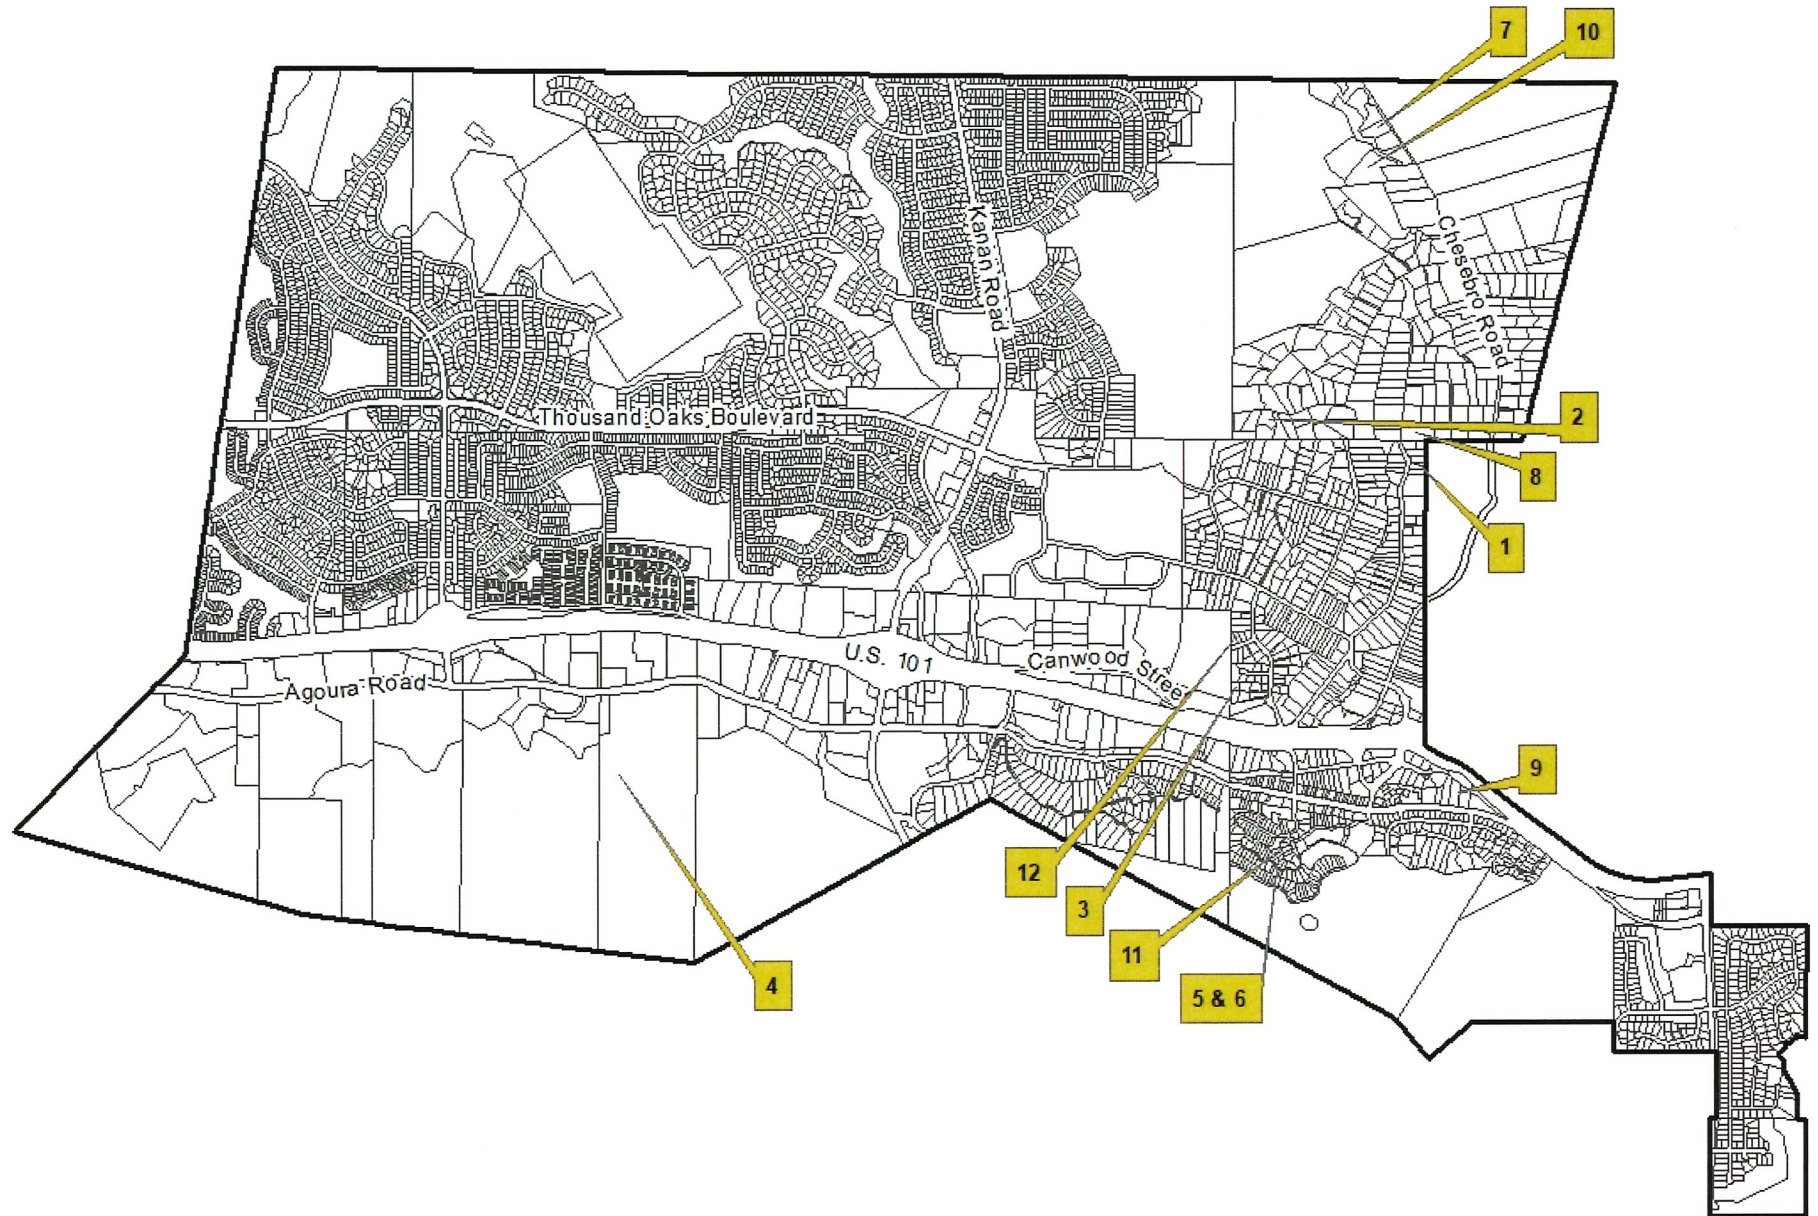 7
10
Kanan Road
Chesebro Road
Thousand Oaks Boulevard
2
8
1
U.S. 101
Canwood Street
Agoura Road
9
12
3
11
4
5 & 6